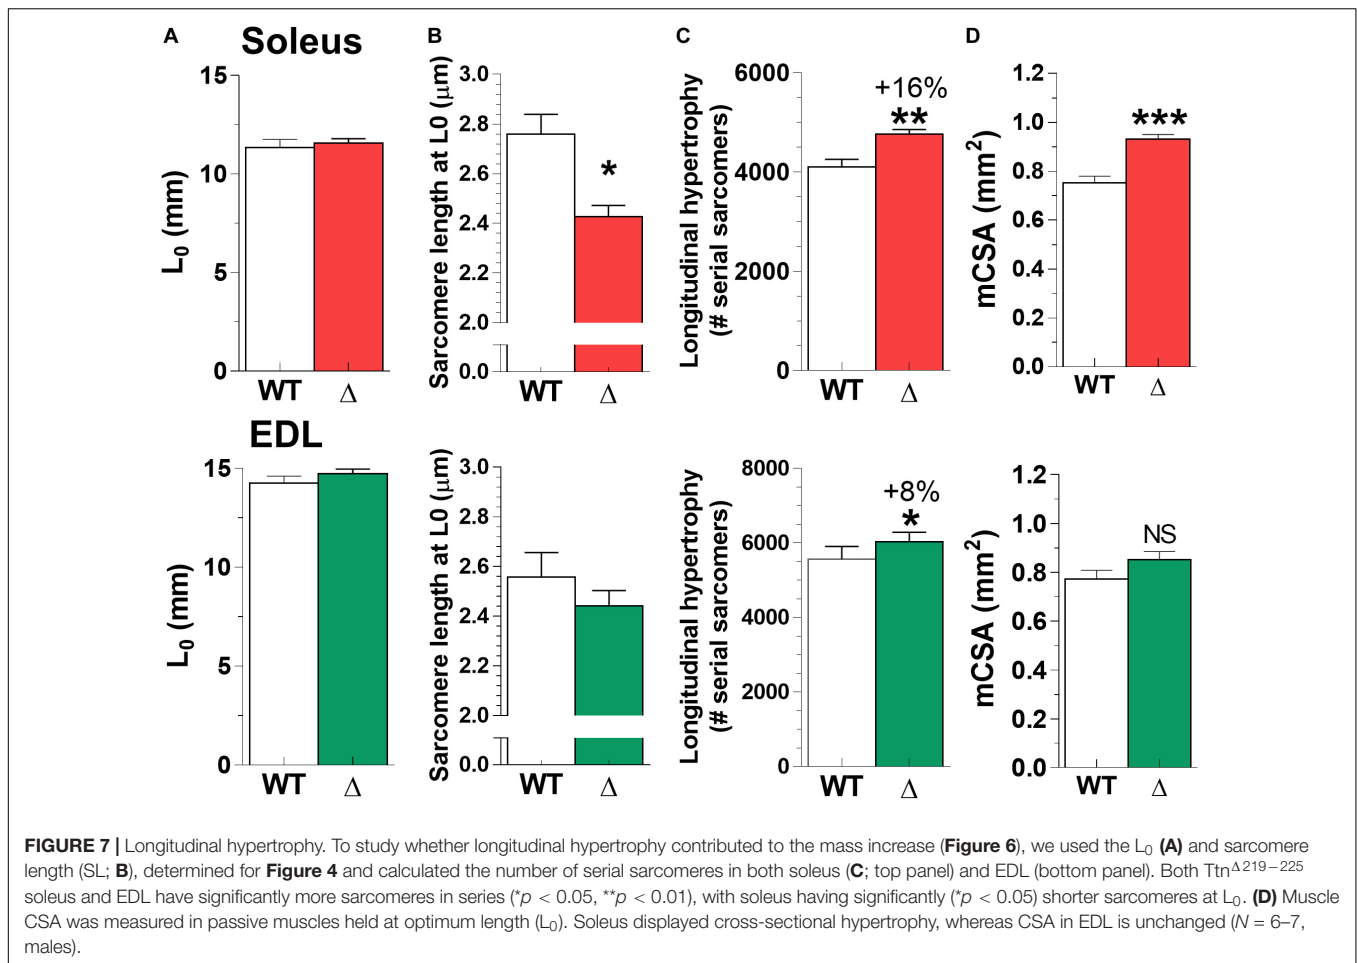 A
Soleus
B
C
D
L₀ (mm)
15
10
5
0
WT
Δ
Sarcomere length at L0 (μm)
3.0
2.8
2.6
2.4
2.2
2.0
0.0
*
WT
Δ
Longitudinal hypertrophy
(# serial sarcomeres)
6000
4000
2000
0
+16%
**
WT
Δ
mCSA (mm²)
1.2
1.0
0.8
0.6
0.4
0.2
0.0
***
WT
Δ
EDL
L₀ (mm)
15
10
5
0
WT
Δ
Sarcomere length at L0 (μm)
3.0
2.8
2.6
2.4
2.2
2.0
0.0
WT
Δ
Longitudinal hypertrophy
(# serial sarcomeres)
8000
6000
4000
2000
0
+8%
*
WT
Δ
mCSA (mm²)
1.2
1.0
0.8
0.6
0.4
0.2
0.0
NS
WT
Δ
FIGURE 7 | Longitudinal hypertrophy. To study whether longitudinal hypertrophy contributed to the mass increase (Figure 6), we used the L₀ (A) and sarcomere
length (SL; B), determined for Figure 4 and calculated the number of serial sarcomeres in both soleus (C; top panel) and EDL (bottom panel). Both Ttn^Δ219−225
soleus and EDL have significantly more sarcomeres in series (*p < 0.05, **p < 0.01), with soleus having significantly (*p < 0.05) shorter sarcomeres at L₀. (D) Muscle
CSA was measured in passive muscles held at optimum length (L₀). Soleus displayed cross-sectional hypertrophy, whereas CSA in EDL is unchanged (N = 6–7,
males).